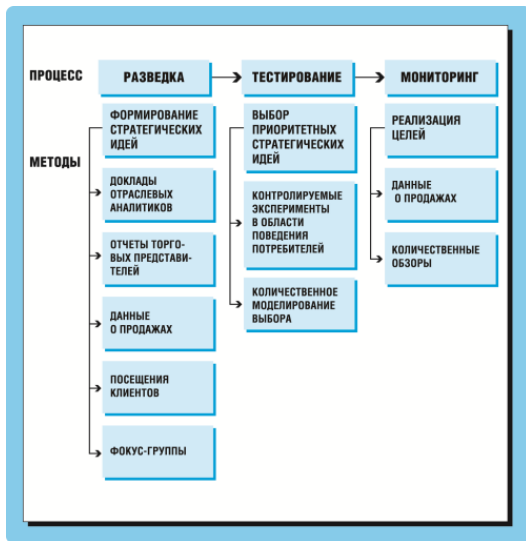 ПРОЦЕСС
РАЗВЕДКА
ТЕСТИРОВАНИЕ
МОНИТОРИНГ
МЕТОДЫ
ФОРМИРОВАНИЕ
СТРАТЕГИЧЕСКИХ
ИДЕЙ
ДОКЛАДЫ
ОТРАСЛЕВЫХ
АНАЛИТИКОВ
ОТЧЕТЫ ТОРГО-
ВЫХ ПРЕДСТАВИ-
ТЕЛЕЙ
ДАННЫЕ
О ПРОДАЖАХ
ПОСЕЩЕНИЯ
КЛИЕНТОВ
ФОКУС-ГРУППЫ
ВЫБОР
ПРИОРИТЕТНЫХ
СТРАТЕГИЧЕСКИХ
ИДЕЙ
КОНТРОЛИРУЕМЫЕ
ЭКСПЕРИМЕНТЫ
В ОБЛАСТИ
ПОВЕДЕНИЯ
ПОТРЕБИТЕЛЕЙ
КОЛИЧЕСТВЕННОЕ
МОДЕЛИРОВАНИЕ
ВЫБОРА
РЕАЛИЗАЦИЯ
ЦЕЛЕЙ
ДАННЫЕ
О ПРОДАЖАХ
КОЛИЧЕСТВЕННЫЕ
ОБЗОРЫ